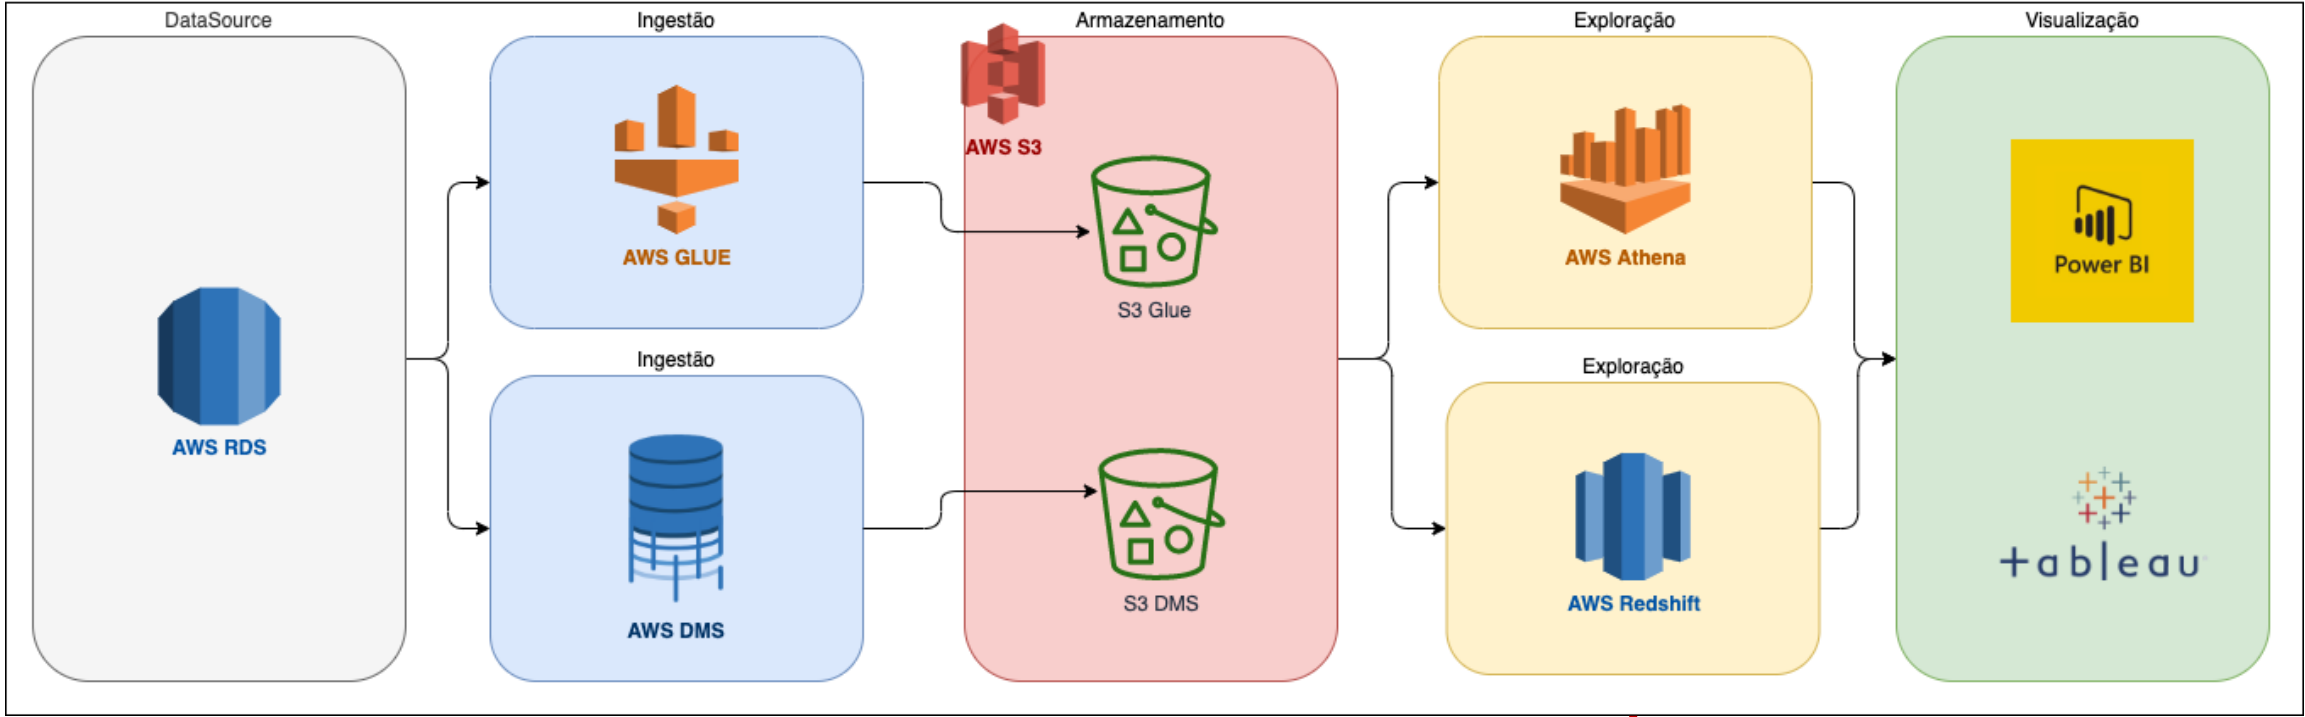 DataSource
Ingestão
Armazenamento
Exploração
Visualização
AWS S3
AWS GLUE
AWS Athena
Power BI
S3 Glue
Ingestão
Exploração
AWS RDS
tableau
AWS DMS
S3 DMS
AWS Redshift